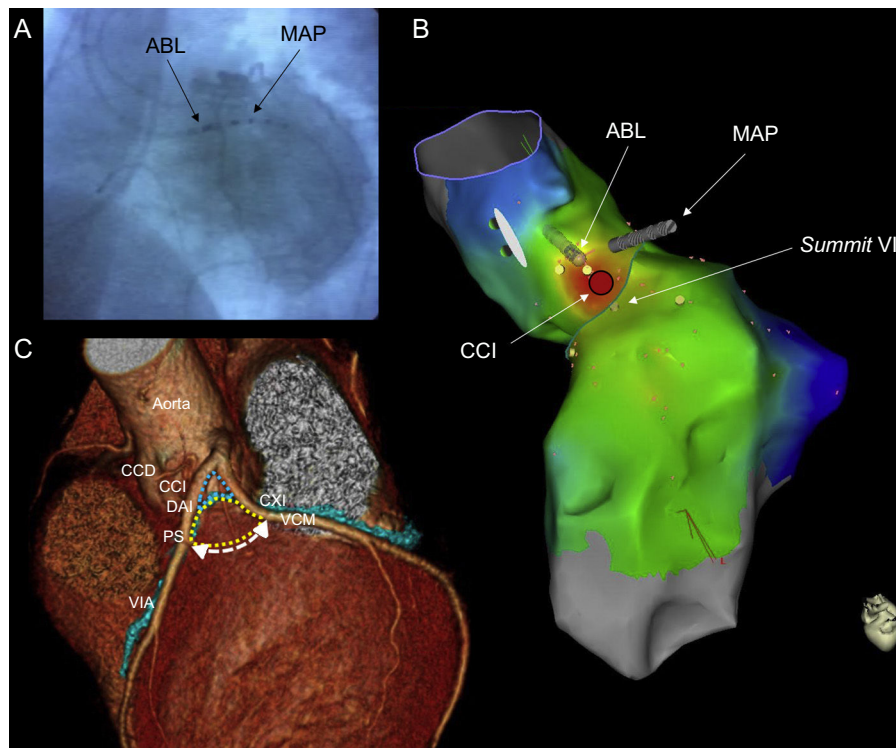 A
ABL
MAP
B
ABL
MAP
Summit VI
CCI
C
Aorta
CCD
CCI
DAI
CXI
VCM
PS
VIA
L